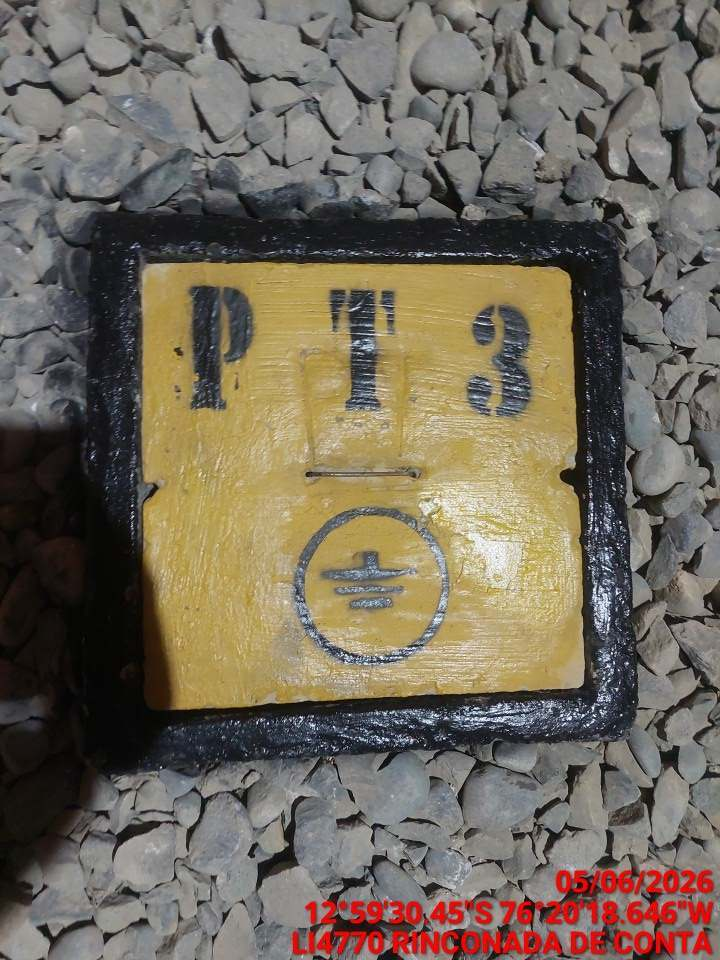 PT3
05/06/2026
12°59'30.45"S 76°20'18.646"W
LI4770 RINCONADA DE CONTA